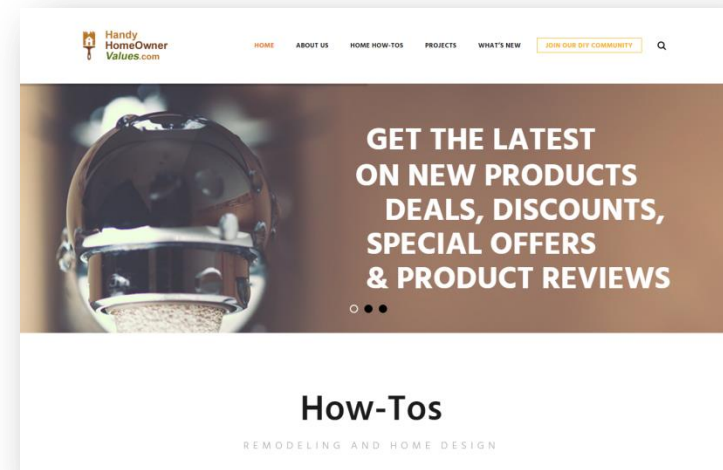 Handy
HomeOwner
Values.com
HOME ABOUT US HOME HOW-TOS PROJECTS WHAT'S NEW JOIN OUR DIY COMMUNITY
GET THE LATEST
ON NEW PRODUCTS
DEALS, DISCOUNTS,
SPECIAL OFFERS
& PRODUCT REVIEWS
How-Tos
REMODELING AND HOME DESIGN